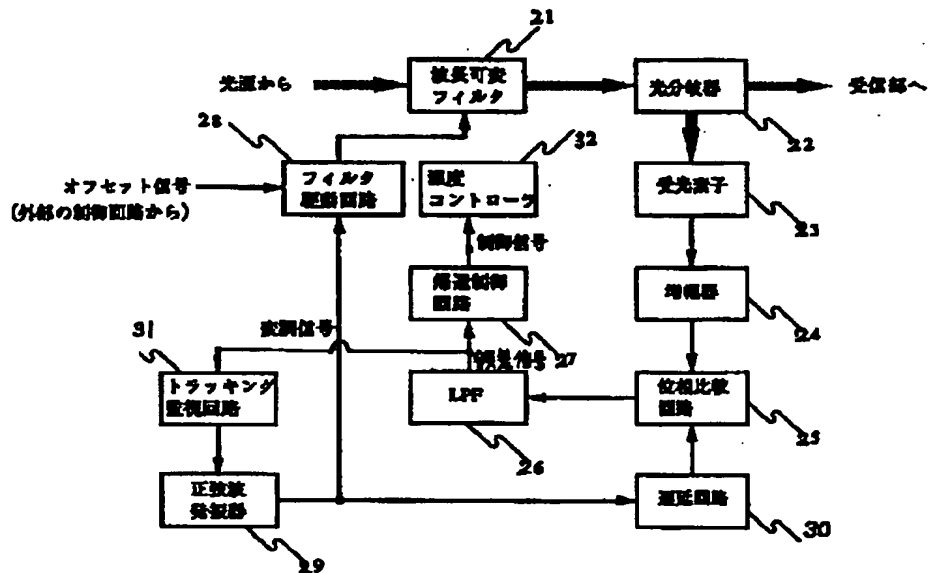 21
光源から
波長可変
フィルタ
光分岐器
受信部へ
22
28
32
オフセット信号
(外部の制御回路から)
フィルタ
駆動回路
温度
コントローラ
受光素子
23
制御信号
帰還制御
回路
27
増幅器
24
変調信号
31
トラッキング
監視回路
LPF
26
位相比較
回路
25
正弦波
発振器
29
遅延回路
30